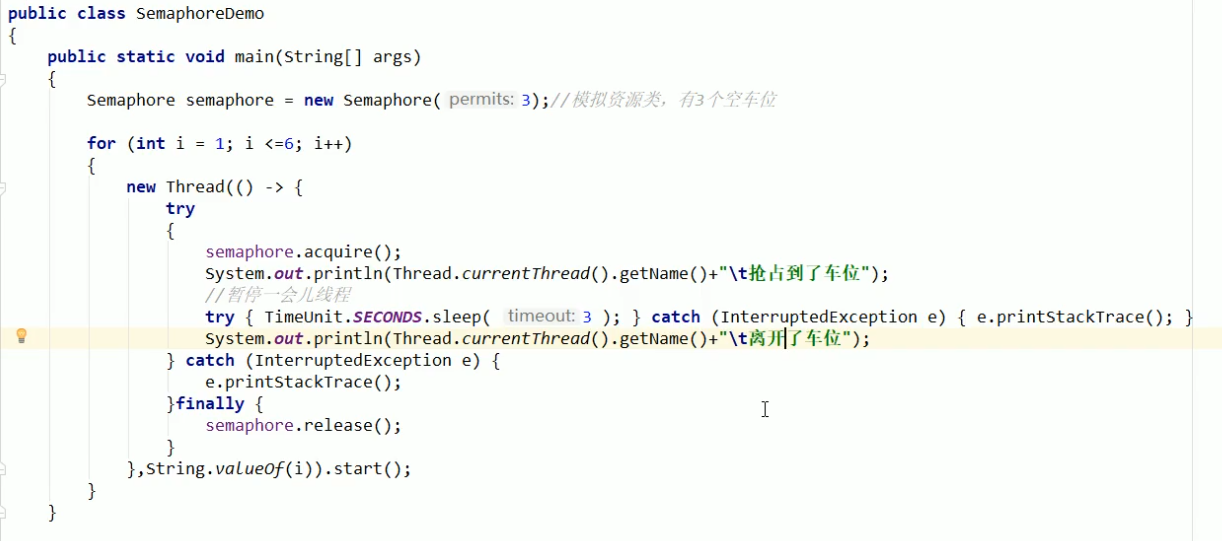 public class SemaphoreDemo
{
public static void main(String[] args)
{
Semaphore semaphore = new Semaphore( permits: 3);//模拟资源类，有3个空车位
for (int i = 1; i <=6; i++)
{
new Thread(() -> {
try
{
semaphore.acquire();
System.out.println(Thread.currentThread().getName()+"\t抢占到了车位");
//暂停一会儿线程
try { TimeUnit.SECONDS.sleep( timeout: 3 ); } catch (InterruptedException e) { e.printStackTrace(); }
System.out.println(Thread.currentThread().getName()+"\t离开了车位");
} catch (InterruptedException e) {
e.printStackTrace();
}finally {
semaphore.release();
}
},String.valueOf(i)).start();
}
}